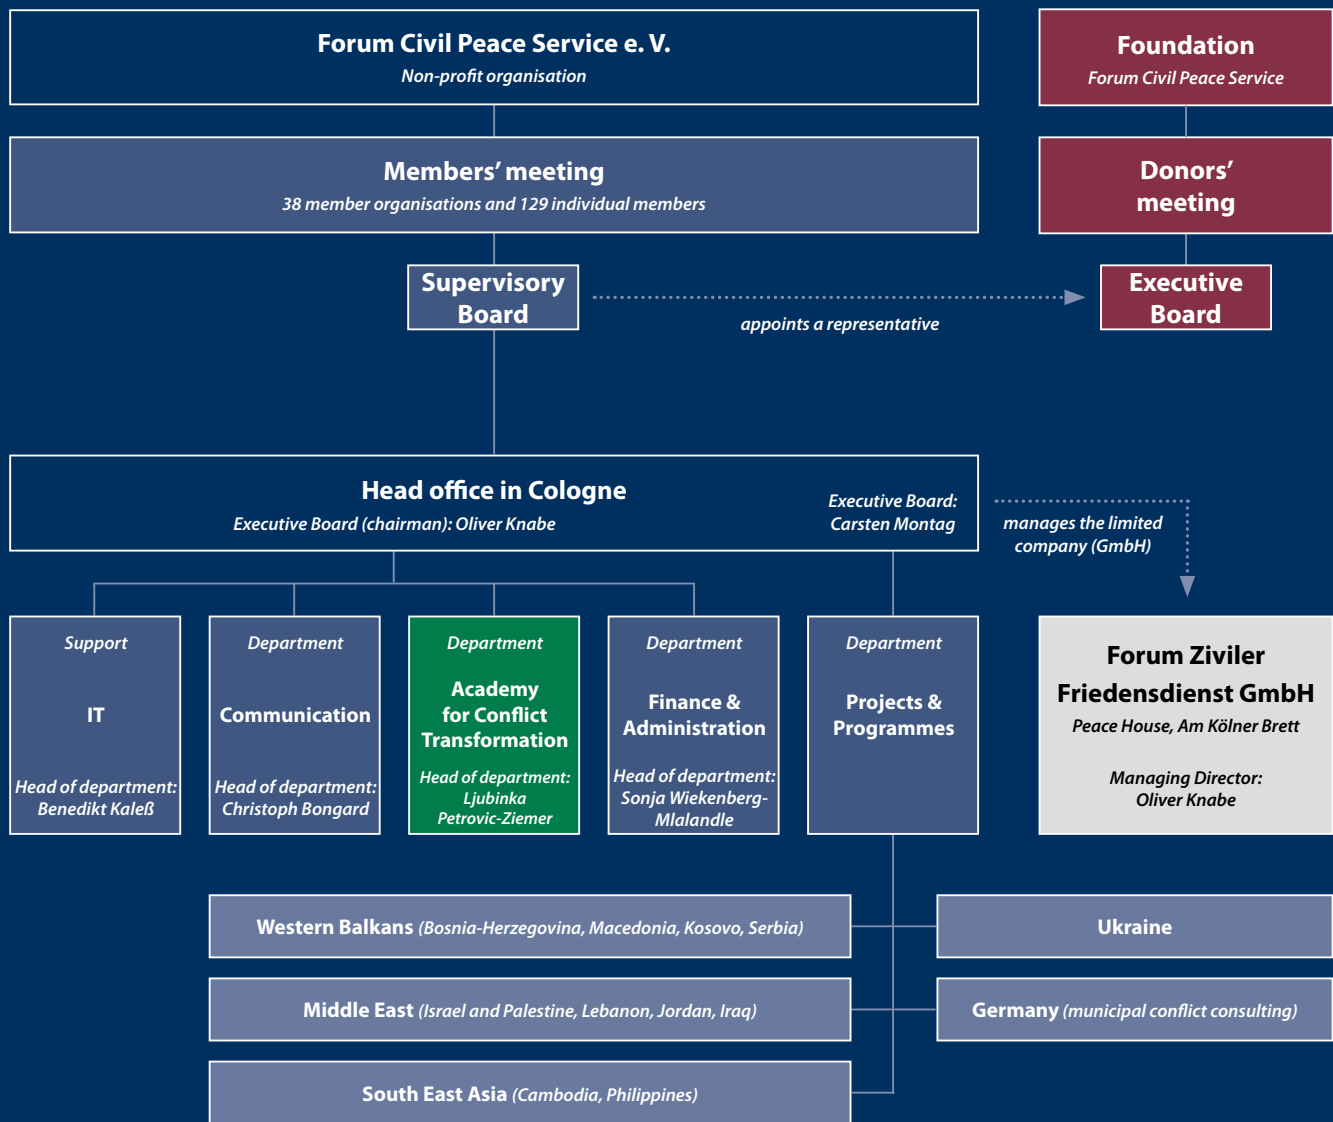 Forum Civil Peace Service e. V.
Non-profit organisation
Foundation
Forum Civil Peace Service
Members’ meeting
38 member organisations and 129 individual members
Donors’
meeting
Supervisory
Board
appoints a representative
Executive
Board
Head office in Cologne
Executive Board (chairman): Oliver Knabe
Executive Board:
Carsten Montag
manages the limited
company (GmbH)
Support
IT
Head of department:
Benedikt Kaleß
Department
Communication
Head of department:
Christoph Bongard
Department
Academy
for Conflict
Transformation
Head of department:
Ljubinka
Petrovic-Ziemer
Department
Finance &
Administration
Head of department:
Sonja Wiekenberg-
Mlalandle
Department
Projects &
Programmes
Forum Ziviler
Friedensdienst GmbH
Peace House, Am Kölner Brett
Managing Director:
Oliver Knabe
Western Balkans (Bosnia-Herzegovina, Macedonia, Kosovo, Serbia)
Ukraine
Middle East (Israel and Palestine, Lebanon, Jordan, Iraq)
Germany (municipal conflict consulting)
South East Asia (Cambodia, Philippines)